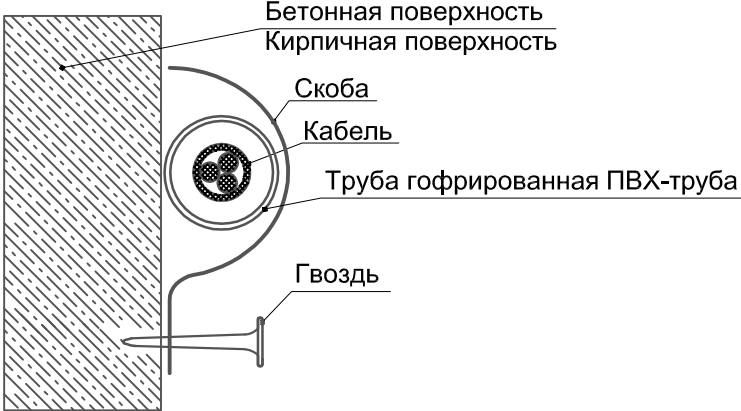 Бетонная поверхность
Кирпичная поверхность
Скоба
Кабель
Труба гофрированная ПВХ-труба
Гвоздь